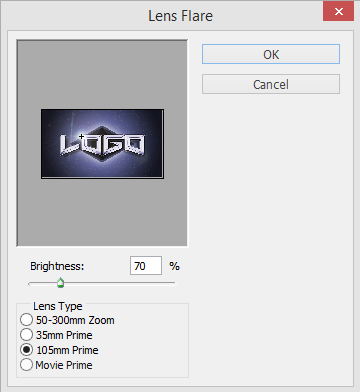 Lens Flare
OK
Cancel
LOGO
Brightness: 70 %
Lens Type
50-300mm Zoom
35mm Prime
105mm Prime
Movie Prime